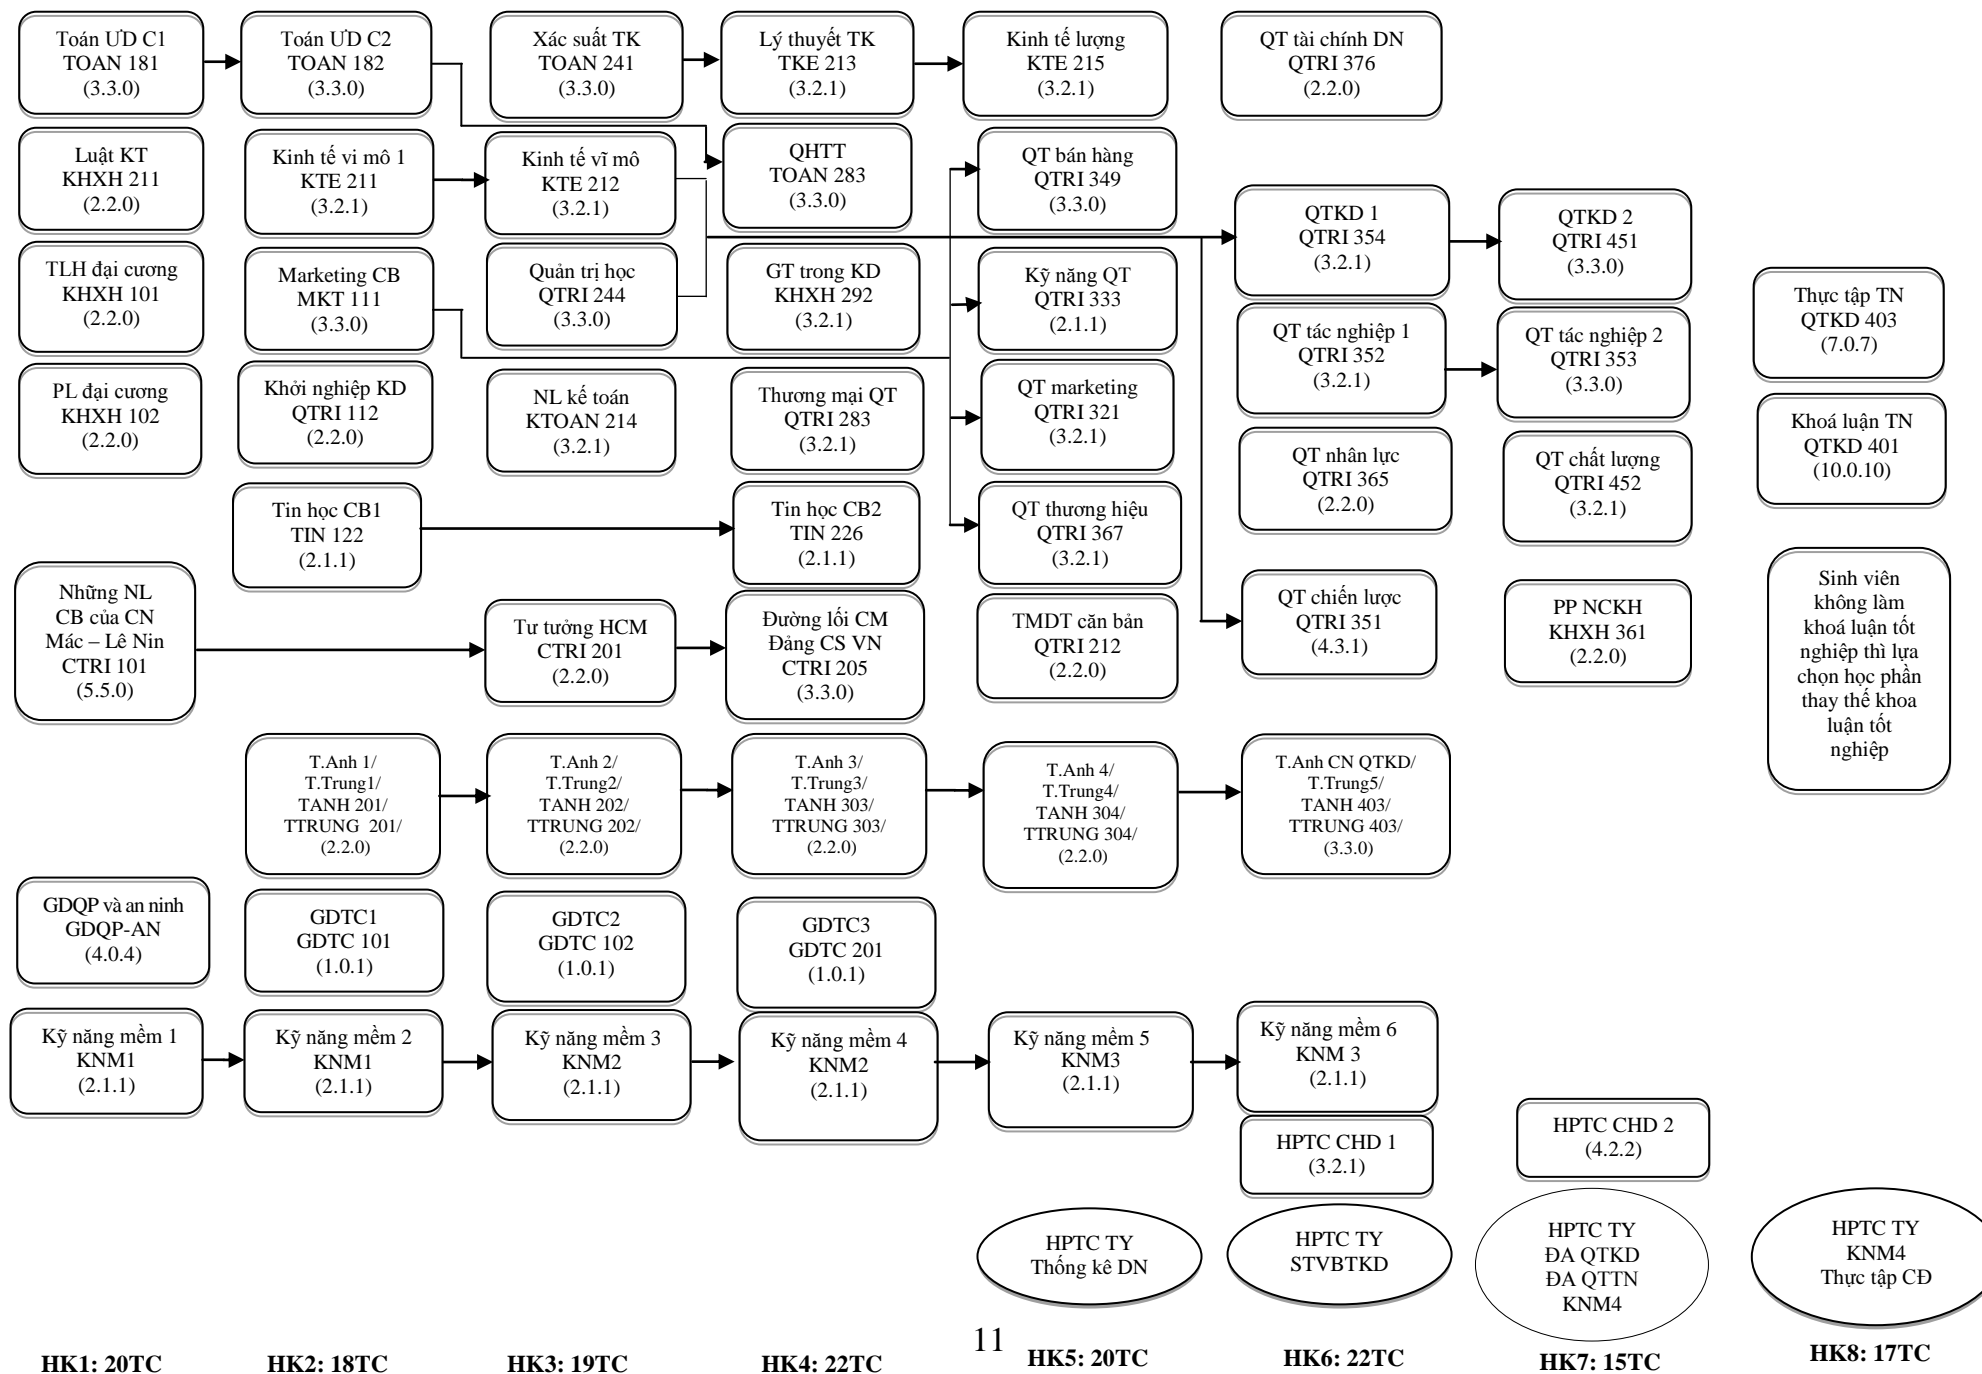 Toán ƯD C1
TOAN 181
(3.3.0)
Toán ƯD C2
TOAN 182
(3.3.0)
Xác suất TK
TOAN 241
(3.3.0)
Lý thuyết TK
TKE 213
(3.2.1)
Kinh tế lượng
KTE 215
(3.2.1)
QT tài chính DN
QTRI 376
(2.2.0)
Luật KT
KHXH 211
(2.2.0)
Kinh tế vi mô 1
KTE 211
(3.2.1)
Kinh tế vĩ mô
KTE 212
(3.2.1)
QHTT
TOAN 283
(3.3.0)
QT bán hàng
QTRI 349
(3.3.0)
QTKD 1
QTRI 354
(3.2.1)
QTKD 2
QTRI 451
(3.3.0)
TLH đại cương
KHXH 101
(2.2.0)
Marketing CB
MKT 111
(3.3.0)
Quản trị học
QTRI 244
(3.3.0)
GT trong KD
KHXH 292
(3.2.1)
Kỹ năng QT
QTRI 333
(2.1.1)
QT tác nghiệp 1
QTRI 352
(3.2.1)
QT tác nghiệp 2
QTRI 353
(3.3.0)
Thực tập TN
QTKD 403
(7.0.7)
PL đại cương
KHXH 102
(2.2.0)
Khởi nghiệp KD
QTRI 112
(2.2.0)
NL kế toán
KTOAN 214
(3.2.1)
Thương mại QT
QTRI 283
(3.2.1)
QT marketing
QTRI 321
(3.2.1)
QT nhân lực
QTRI 365
(2.2.0)
QT chất lượng
QTRI 452
(3.2.1)
Khoá luận TN
QTKD 401
(10.0.10)
Tin học CB1
TIN 122
(2.1.1)
Tin học CB2
TIN 226
(2.1.1)
QT thương hiệu
QTRI 367
(3.2.1)
Những NL
CB của CN
Mác – Lê Nin
CTRI 101
(5.5.0)
Tư tưởng HCM
CTRI 201
(2.2.0)
Đường lối CM
Đảng CS VN
CTRI 205
(3.3.0)
TMDT căn bản
QTRI 212
(2.2.0)
QT chiến lược
QTRI 351
(4.3.1)
PP NCKH
KHXH 361
(2.2.0)
Sinh viên
không làm
khoá luận tốt
nghiệp thì lựa
chọn học phần
thay thế khoa
luận tốt
nghiệp
T.Anh 1/
T.Trung1/
TANH 201/
TTRUNG 201/
(2.2.0)
T.Anh 2/
T.Trung2/
TANH 202/
TTRUNG 202/
(2.2.0)
T.Anh 3/
T.Trung3/
TANH 303/
TTRUNG 303/
(2.2.0)
T.Anh 4/
T.Trung4/
TANH 304/
TTRUNG 304/
(2.2.0)
T.Anh CN QTKD/
T.Trung5/
TANH 403/
TTRUNG 403/
(3.3.0)
GDQP và an ninh
GDQP-AN
(4.0.4)
GDTC1
GDTC 101
(1.0.1)
GDTC2
GDTC 102
(1.0.1)
GDTC3
GDTC 201
(1.0.1)
Kỹ năng mềm 1
KNM1
(2.1.1)
Kỹ năng mềm 2
KNM1
(2.1.1)
Kỹ năng mềm 3
KNM2
(2.1.1)
Kỹ năng mềm 4
KNM2
(2.1.1)
Kỹ năng mềm 5
KNM3
(2.1.1)
Kỹ năng mềm 6
KNM 3
(2.1.1)
HPTC CHD 1
(3.2.1)
HPTC CHD 2
(4.2.2)
HPTC TY
Thống kê DN
HPTC TY
STVBTKD
HPTC TY
ĐA QTKD
ĐA QTTN
KNM4
HPTC TY
KNM4
Thực tập CĐ
11
HK1: 20TC
HK2: 18TC
HK3: 19TC
HK4: 22TC
HK5: 20TC
HK6: 22TC
HK7: 15TC
HK8: 17TC